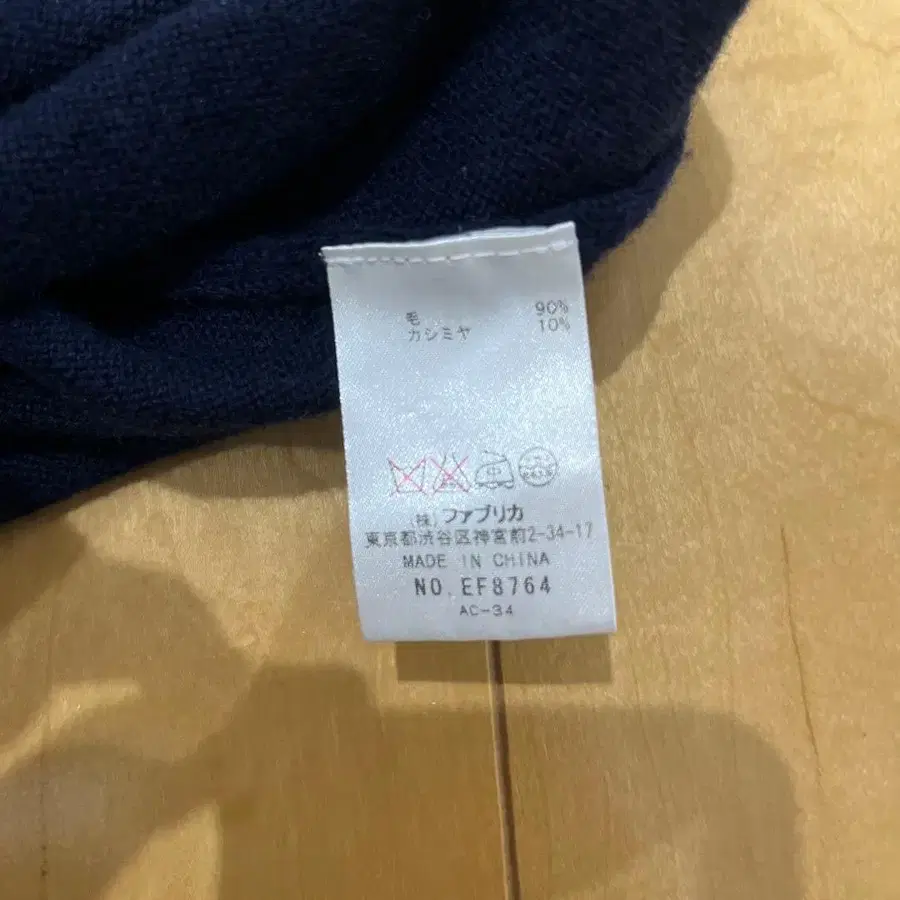 毛 90%
カシミヤ 10%
(株)ファブリカ
東京都渋谷区神宮前2-34-17
MADE IN CHINA
NO.EF8764
AC-34